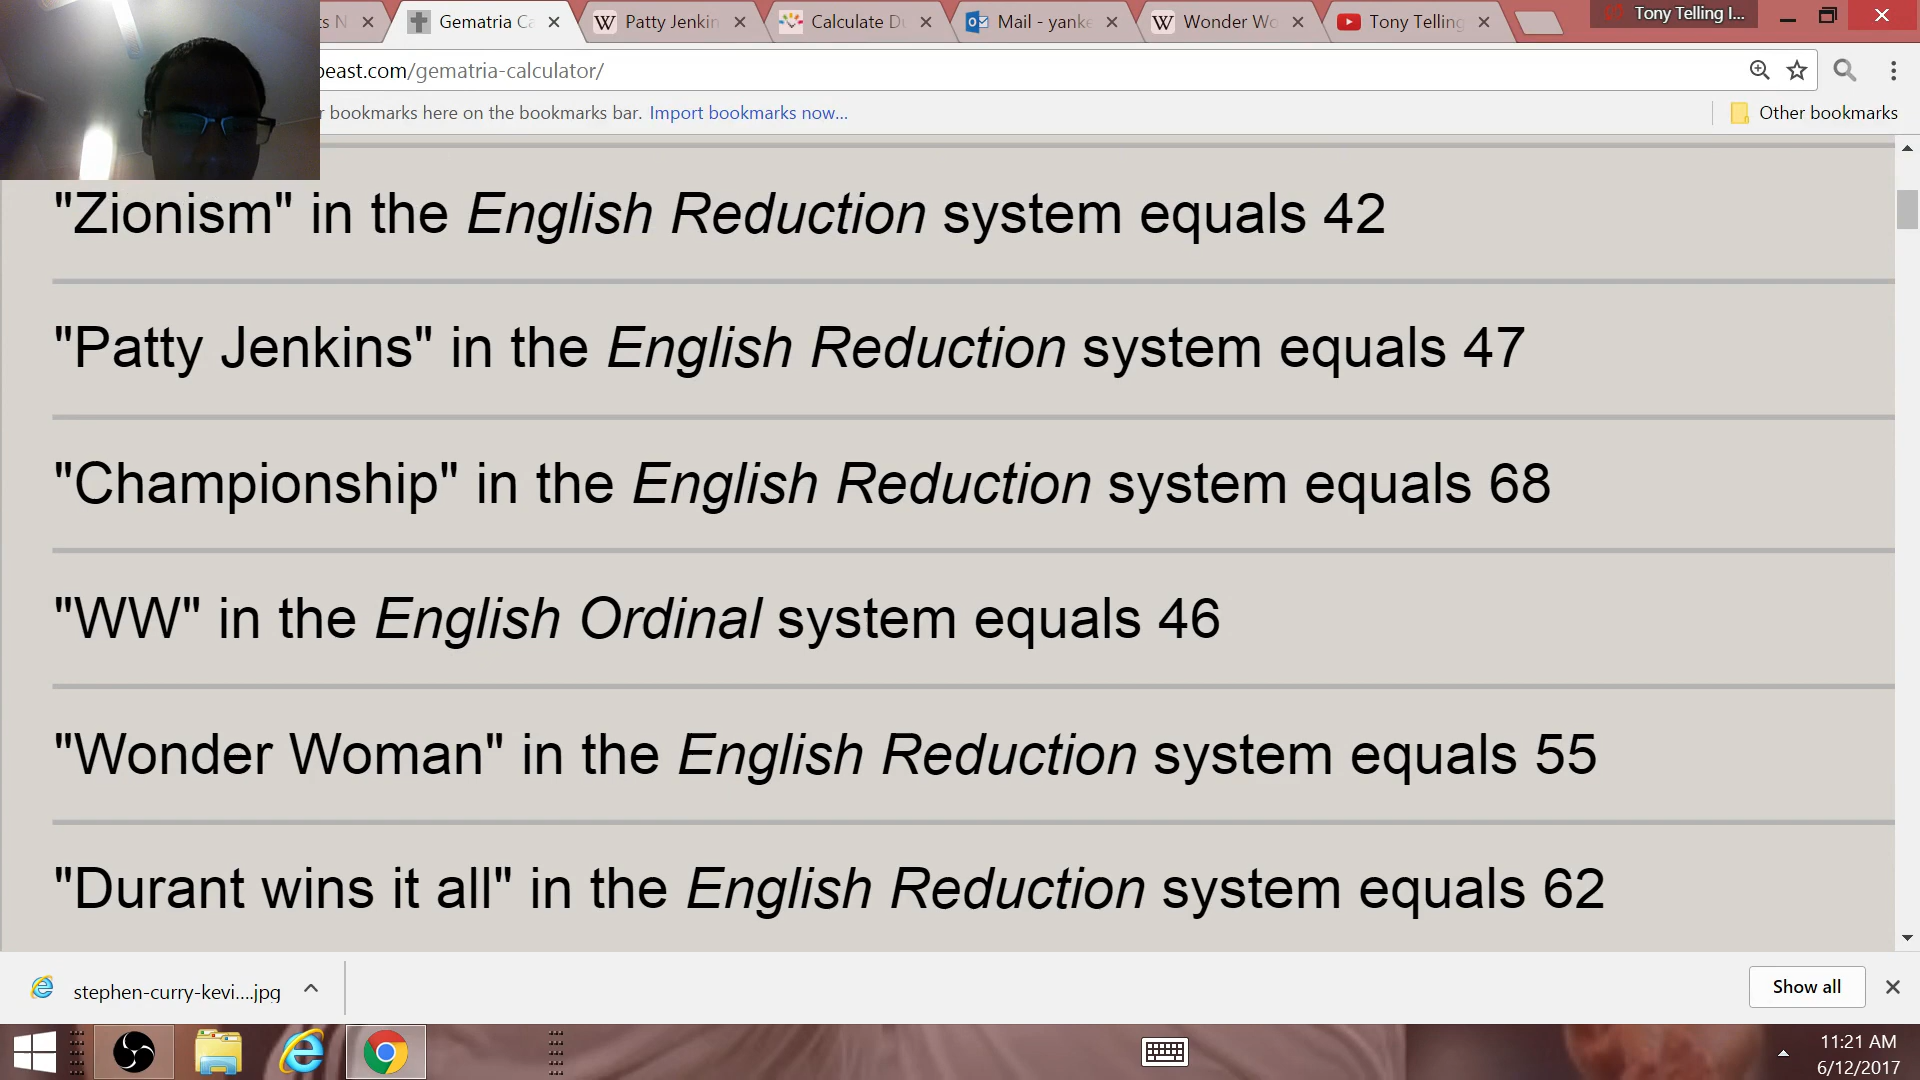 ts N
Gematria Ca
Patty Jenkin
Calculate Du
Mail - yanke
Wonder Wo
Tony Telling
Tony Telling I...
beast.com/gematria-calculator/
r bookmarks here on the bookmarks bar. Import bookmarks now...
Other bookmarks
"Zionism" in the English Reduction system equals 42
"Patty Jenkins" in the English Reduction system equals 47
"Championship" in the English Reduction system equals 68
"WW" in the English Ordinal system equals 46
"Wonder Woman" in the English Reduction system equals 55
"Durant wins it all" in the English Reduction system equals 62
stephen-curry-kevi....jpg
Show all
11:21 AM
6/12/2017